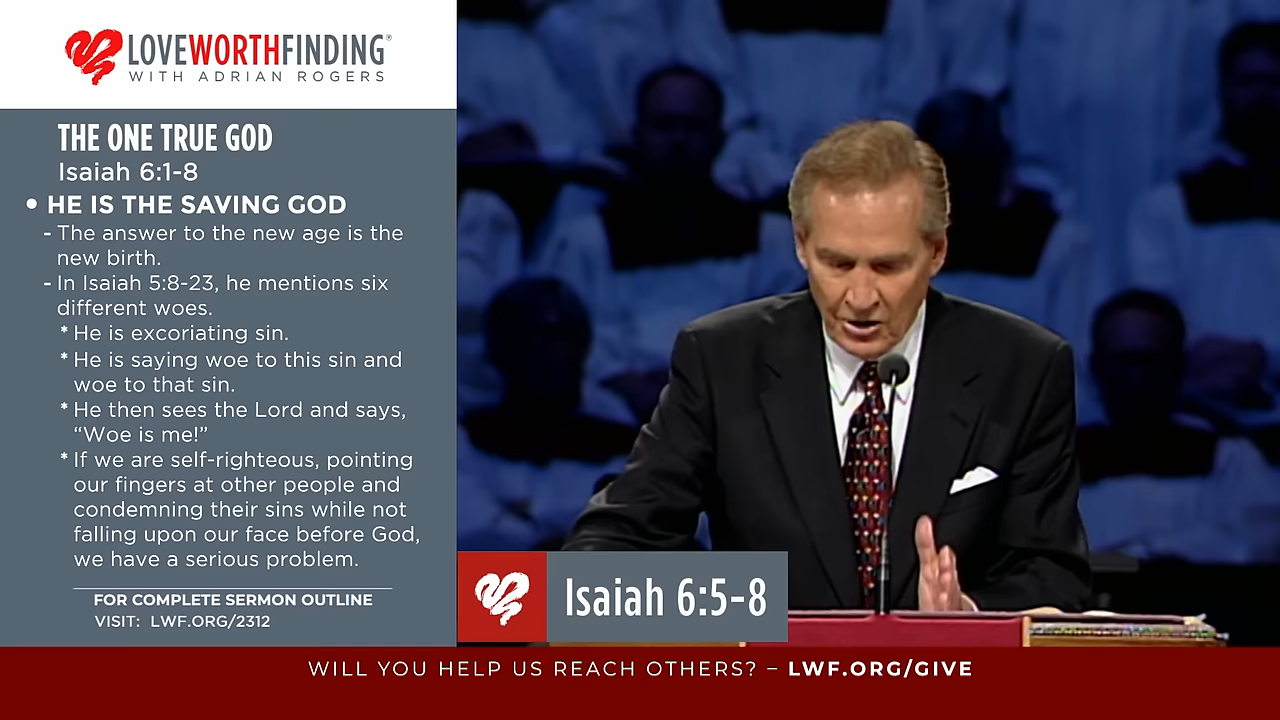 LOVEWORTHFINDING®
WITH ADRIAN ROGERS
THE ONE TRUE GOD
Isaiah 6:1-8
• HE IS THE SAVING GOD
- The answer to the new age is the
new birth.
- In Isaiah 5:8-23, he mentions six
different woes.
* He is excoriating sin.
* He is saying woe to this sin and
woe to that sin.
* He then sees the Lord and says,
“Woe is me!”
* If we are self-righteous, pointing
our fingers at other people and
condemning their sins while not
falling upon our face before God,
we have a serious problem.
FOR COMPLETE SERMON OUTLINE
VISIT: LWF.ORG/2312
Isaiah 6:5-8
WILL YOU HELP US REACH OTHERS? – LWF.ORG/GIVE